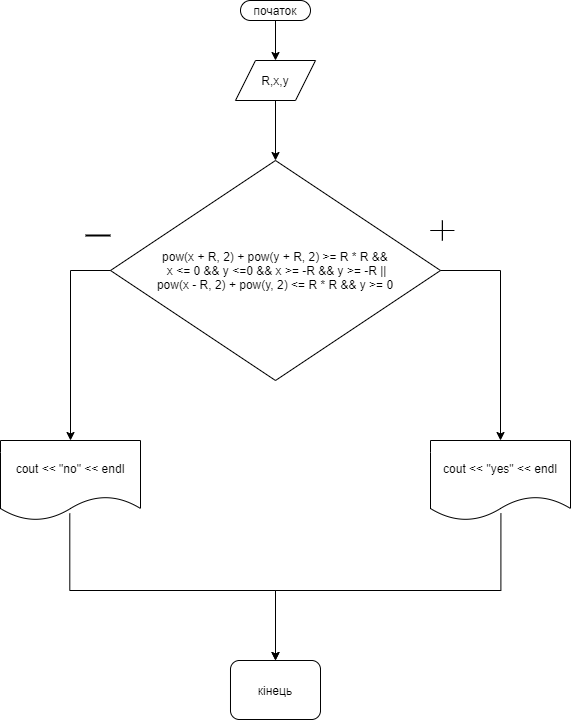 початок
R,x,y
pow(x + R, 2) + pow(y + R, 2) >= R * R &&
x <= 0 && y <=0 && x >= -R && y >= -R ||
pow(x - R, 2) + pow(y, 2) <= R * R && y >= 0
cout << "no" << endl
cout << "yes" << endl
кінець